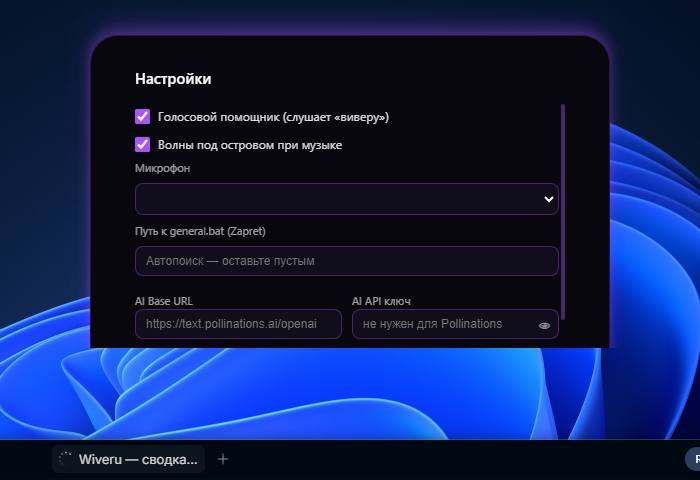 Настройки
Голосовой помощник (слушает «виверу»)
Волны под островом при музыке
Микрофон
Путь к general.bat (Zapret)
Автопоиск — оставьте пустым
AI Base URL
AI API ключ
https://text.pollinations.ai/openai
не нужен для Pollinations
Wiveru — сводка...